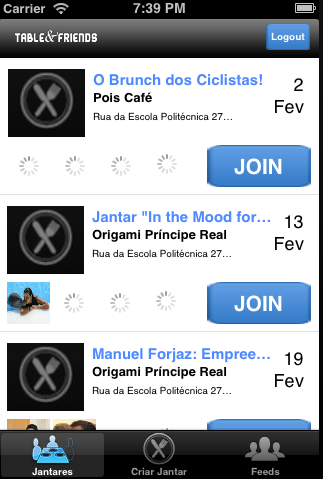 Carrier 7:39 PM
TABLE&FRIENDS Logout
O Brunch dos Ciclistas!
Pois Café
Rua da Escola Politécnica 27...
2
Fev
JOIN
Jantar "In the Mood for...
Origami Príncipe Real
Rua da Escola Politécnica 27...
13
Fev
JOIN
Manuel Forjaz: Empree...
Origami Príncipe Real
Rua da Escola Politécnica 27...
19
Fev
Jantares Criar Jantar Feeds